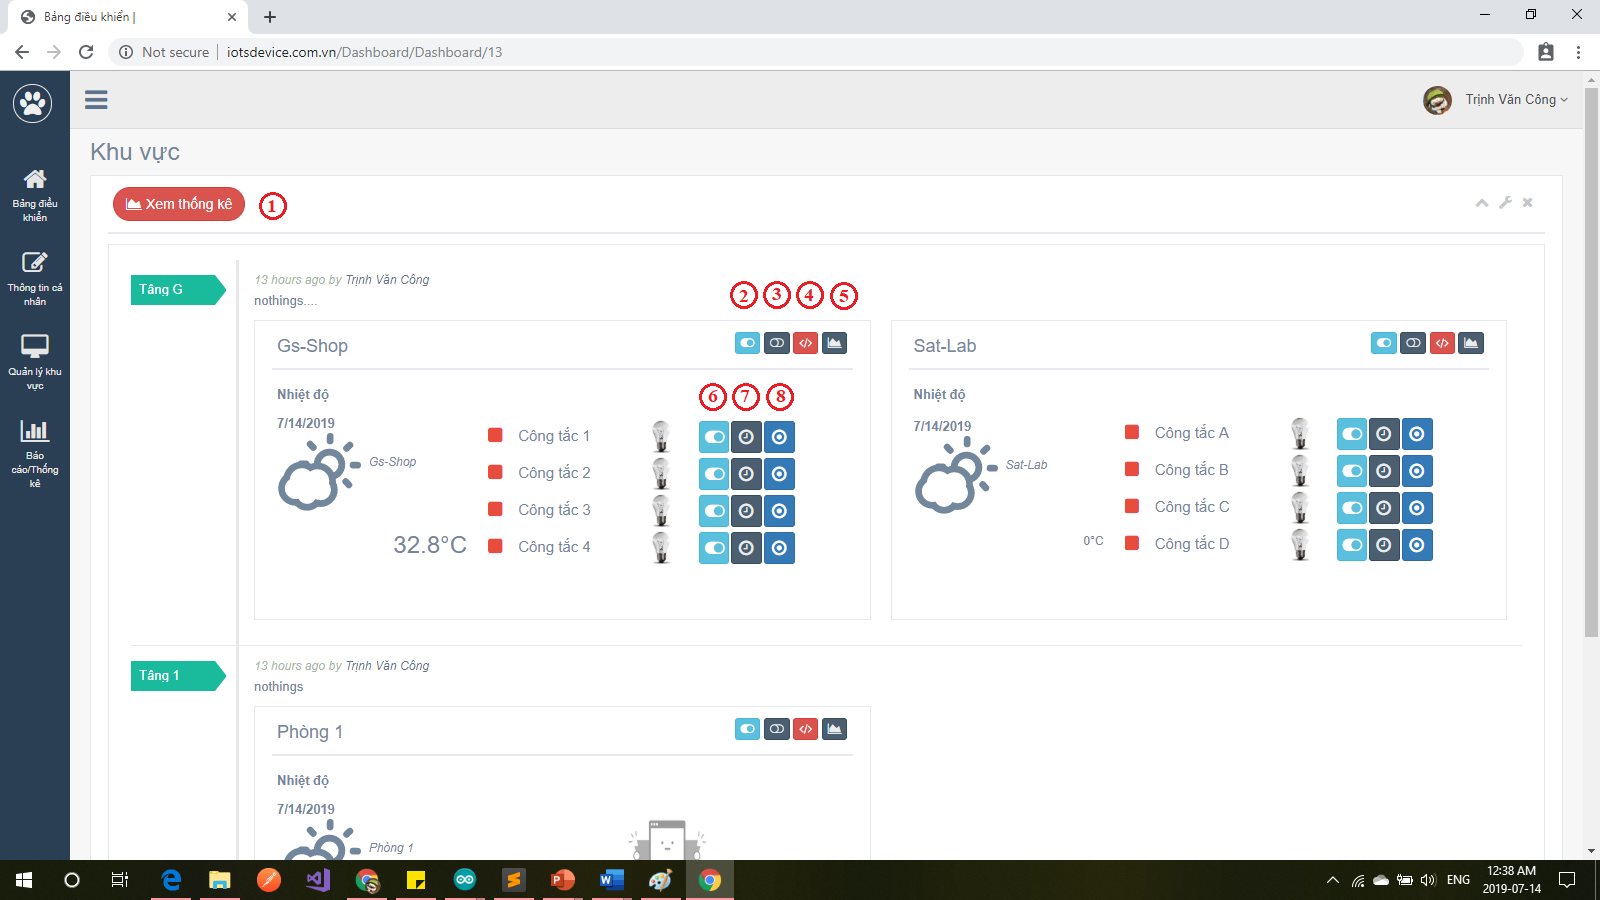 Bảng điều khiển |
Not secure
iotsdevice.com.vn/Dashboard/Dashboard/13
Trịnh Văn Công
Bảng điều
khiển
Thông tin cá
nhân
Quản lý khu
vực
Báo
cáo/Thống
kê
Khu vực
Xem thống kê
1
Tầng G
13 hours ago by Trịnh Văn Công
nothings....
2 3 4 5
Gs-Shop
Nhiệt độ
6 7 8
7/14/2019
Gs-Shop
32.8°C
Công tắc 1
Công tắc 2
Công tắc 3
Công tắc 4
Sat-Lab
Nhiệt độ
7/14/2019
Sat-Lab
0°C
Công tắc A
Công tắc B
Công tắc C
Công tắc D
Tầng 1
13 hours ago by Trịnh Văn Công
nothings
Phòng 1
Nhiệt độ
7/14/2019
Phòng 1
ENG
12:38 AM
2019-07-14